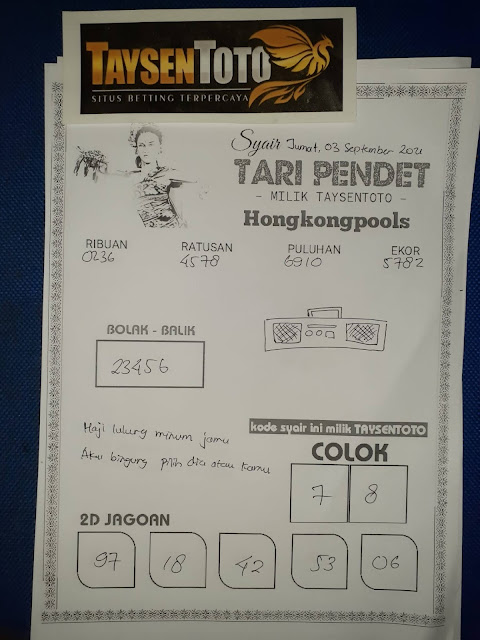 TAYSENTOTO
SITUS BETTING TERPERCAYA
Syair Jumat, 03 September 2021
TARI PENDET
- MILIK TAYSENTOTO -
Hongkongpools
RIBUAN RATUSAN PULUHAN EKOR
0236 4578 6910 5782
BOLAK - BALIK
23456
Haji lulung minum jamu
Aku bingung pilih dia atau kamu
kode syair ini milik TAYSENTOTO
COLOK
7 8
2D JAGOAN
97 18 42 53 06